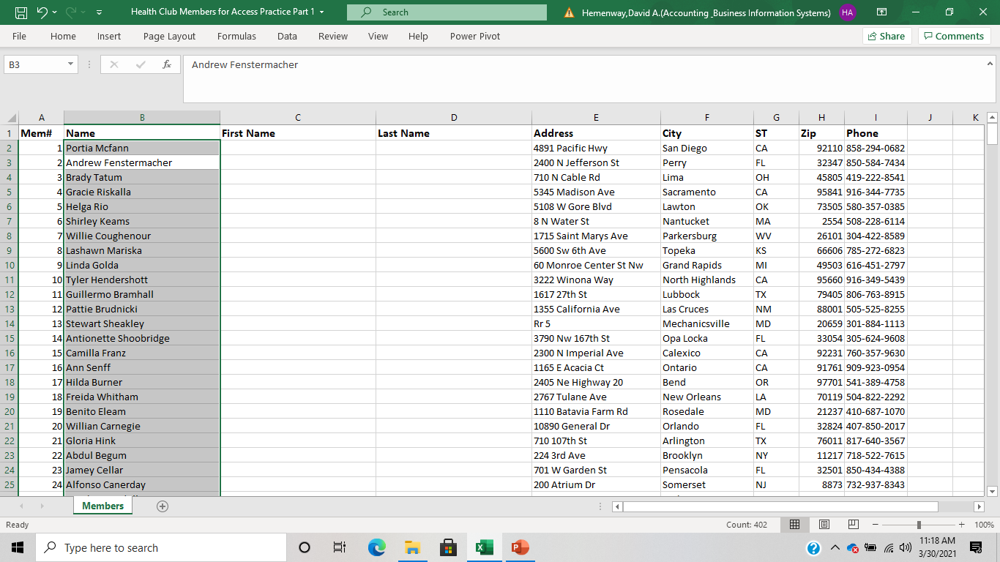 Health Club Members for Access Practice Part 1
Search
Hemenway,David A.(Accounting _Business Information Systems)
HA
File Home Insert Page Layout Formulas Data Review View Help Power Pivot
Share
Comments
B3
fx
Andrew Fenstermacher
A B C D E F G H I J K
1 Mem# Name First Name Last Name Address City ST Zip Phone
2 1 Portia Mcfann 4891 Pacific Hwy San Diego CA 92110 858-294-0682
3 2 Andrew Fenstermacher 2400 N Jefferson St Perry FL 32347 850-584-7434
4 3 Brady Tatum 710 N Cable Rd Lima OH 45805 419-222-8541
5 4 Gracie Riskalla 5345 Madison Ave Sacramento CA 95841 916-344-7735
6 5 Helga Rio 5108 W Gore Blvd Lawton OK 73505 580-357-0385
7 6 Shirley Keams 8 N Water St Nantucket MA 2554 508-228-6114
8 7 Willie Coughenour 1715 Saint Marys Ave Parkersburg WV 26101 304-422-8589
9 8 Lashawn Mariska 5600 Sw 6th Ave Topeka KS 66606 785-272-6823
10 9 Linda Golda 60 Monroe Center St Nw Grand Rapids MI 49503 616-451-2797
11 10 Tyler Hendershott 3222 Winona Way North Highlands CA 95660 916-349-5439
12 11 Guillermo Bramhall 1617 27th St Lubbock TX 79405 806-763-8915
13 12 Pattie Brudnicki 1355 California Ave Las Cruces NM 88001 505-525-8255
14 13 Stewart Sheakley Rr 5 Mechanicsville MD 20659 301-884-1113
15 14 Antionette Shoobridge 3790 Nw 167th St Opa Locka FL 33054 305-624-9608
16 15 Camilla Franz 2300 N Imperial Ave Calexico CA 92231 760-357-9630
17 16 Ann Senff 1165 E Acacia Ct Ontario CA 91761 909-923-0954
18 17 Hilda Burner 2405 Ne Highway 20 Bend OR 97701 541-389-4758
19 18 Freida Whitham 2767 Tulane Ave New Orleans LA 70119 504-822-2292
20 19 Benito Eleam 1110 Batavia Farm Rd Rosedale MD 21237 410-687-1070
21 20 Willian Carnegie 10890 General Dr Orlando FL 32824 407-850-2017
22 21 Gloria Hink 710 107th St Arlington TX 76011 817-640-3567
23 22 Abdul Begum 224 3rd Ave Brooklyn NY 11217 718-522-7615
24 23 Jamey Cellar 701 W Garden St Pensacola FL 32501 850-434-4388
25 24 Alfonso Canerday 200 Atrium Dr Somerset NJ 8873 732-937-8343
Members
Ready
Count: 402
100%
Type here to search
11:18 AM
3/30/2021